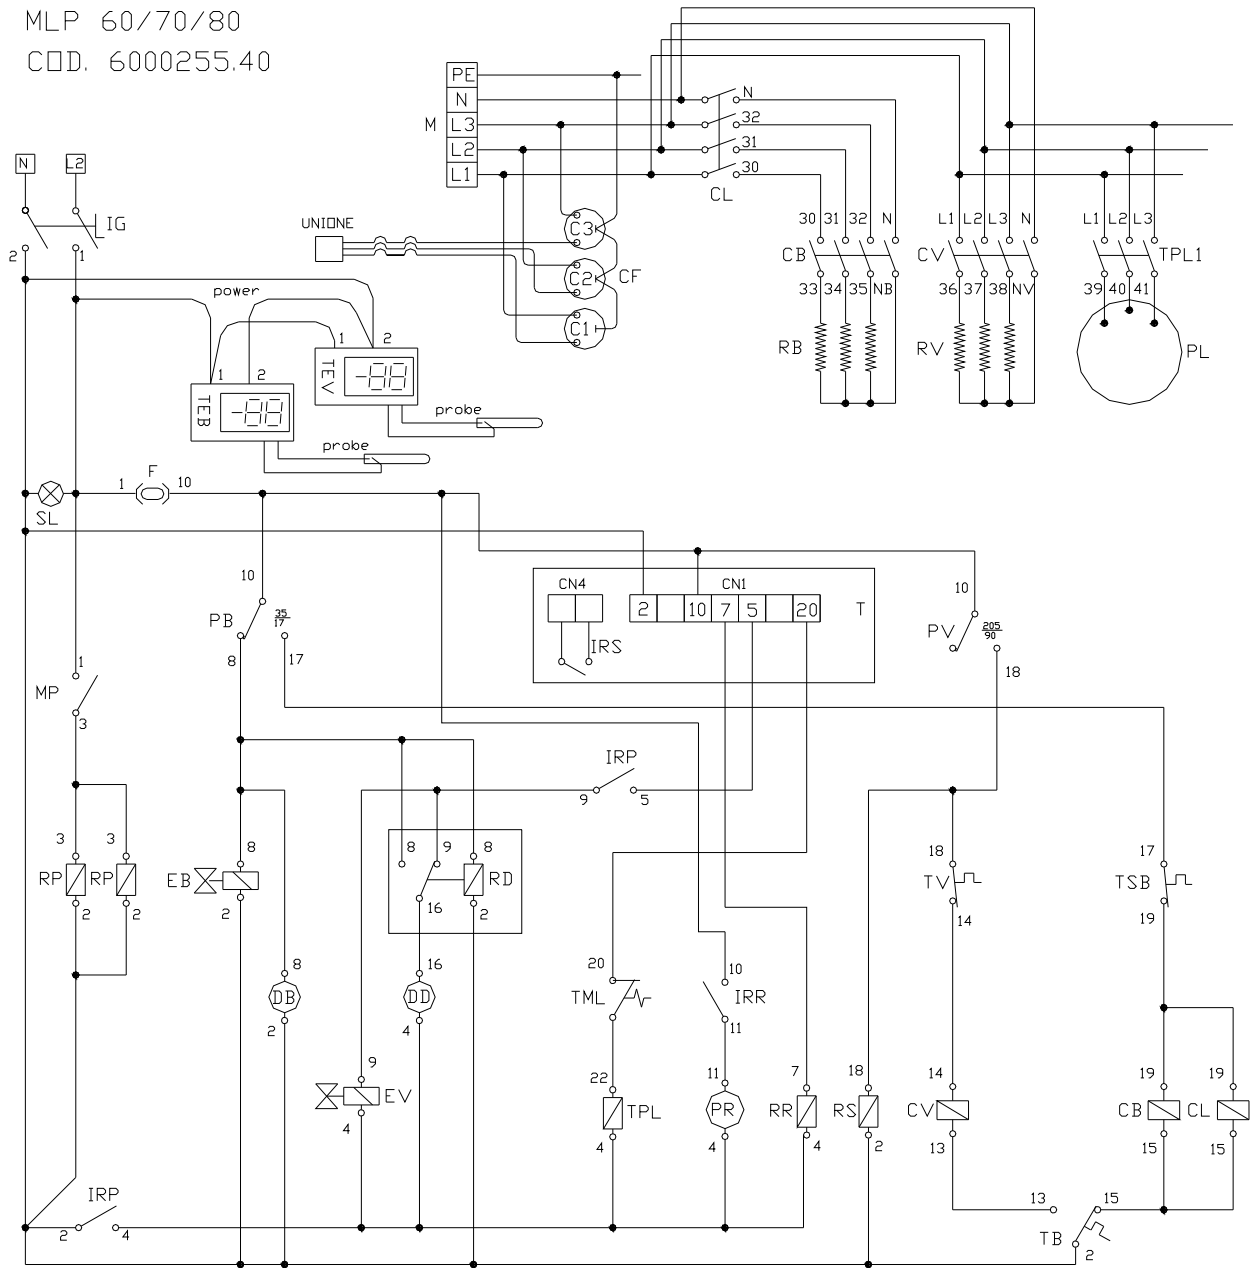 MLP 60/70/80
COD. 6000255.40
PE
N
M L3
L2
L1
N
32
31
30
CL
N L2
IG
2 1
UNIONE
C3
C2 CF
C1
30 31 32 N
CB
33 34 35 NB
RB
L1 L2 L3 N
CV
36 37 38 NV
RV
L1 L2 L3
TPL1
39 40 41
PL
power
1 2
TEV
-88
1 2
TEB
-88
probe
probe
F
1 10
SL
CN4 CN1
2 10 7 5 20 T
IRS
10
PB 35/17
8 17
10
PV 205/90
18
1
MP
3
IRP
9 5
3 3
RP RP
2 2
8
EB
2
8 9 8
RD
16 2
18
TV
14
17
TSB
19
8
DB
2
16
DD
4
20
TML
10
IRR
11
9
EV
4
22
TPL
4
11
PR
4
7
RR
4
18
RS
2
14
CV
13
19
CB
15
19
CL
15
IRP
2 4
13 15
TB
2